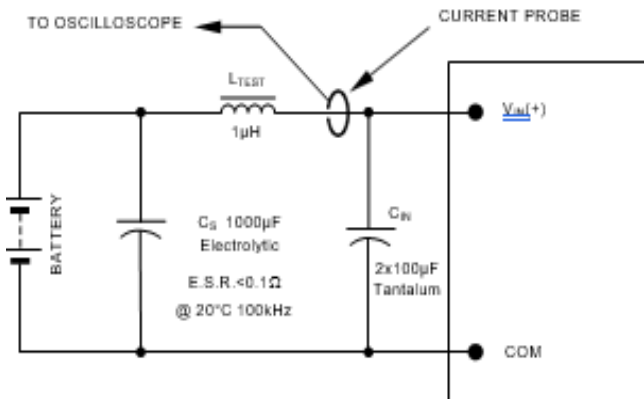 TO OSCILLOSCOPE
CURRENT PROBE
LTEST
1µH
VIN(+)
BATTERY
CS 1000µF
Electrolytic
E.S.R.<0.1Ω
@ 20°C 100kHz
CIN
2x100µF
Tantalum
COM